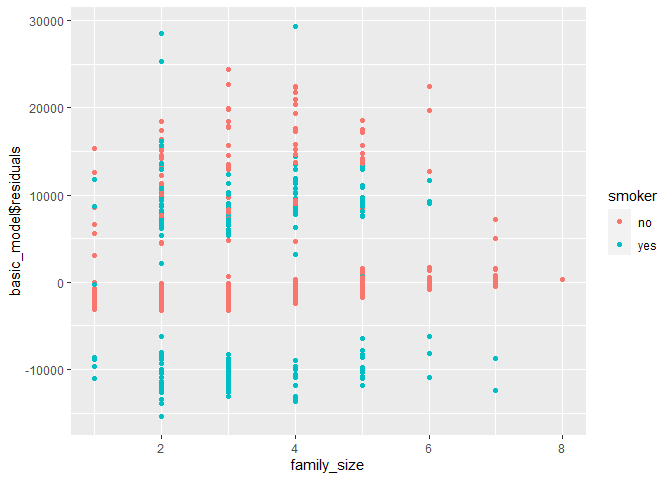 30000
20000
10000
0
-10000
basic_model$residuals
2
4
6
8
family_size
smoker
no
yes